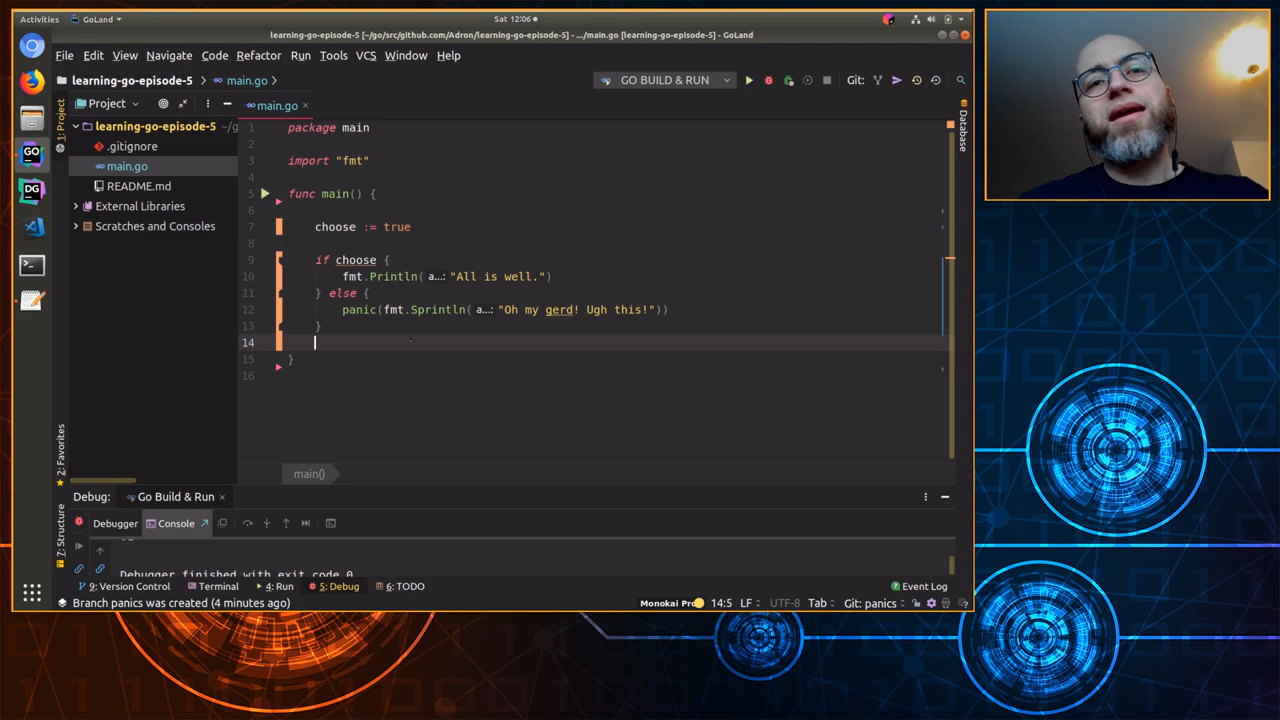 Activities GoLand Sat 12:06
learning-go-episode-5 [~/go/src/github.com/Adron/learning-go-episode-5] - .../main.go [learning-go-episode-5] - GoLand
File Edit View Navigate Code Refactor Run Tools VCS Window Help
learning-go-episode-5 main.go GO BUILD & RUN Git:
1: Project
Project main.go
Database
learning-go-episode-5 ~/g
.gitignore
main.go
README.md
External Libraries
Scratches and Consoles
1 package main
2
3 import "fmt"
4
5 func main() {
6
7 choose := true
8
9 if choose {
10 fmt.Println( a...: "All is well.")
11 } else {
12 panic(fmt.Sprintln( a...: "Oh my gerd! Ugh this!"))
13 }
14
15 }
16
main()
2: Favorites
7: Structure
Debug: Go Build & Run
Debugger Console
Debugger finished with exit code 0
9: Version Control Terminal 4: Run 5: Debug 6: TODO Event Log
Branch panics was created (4 minutes ago) Monokai Pro 14:5 LF UTF-8 Tab Git: panics
GO
DG